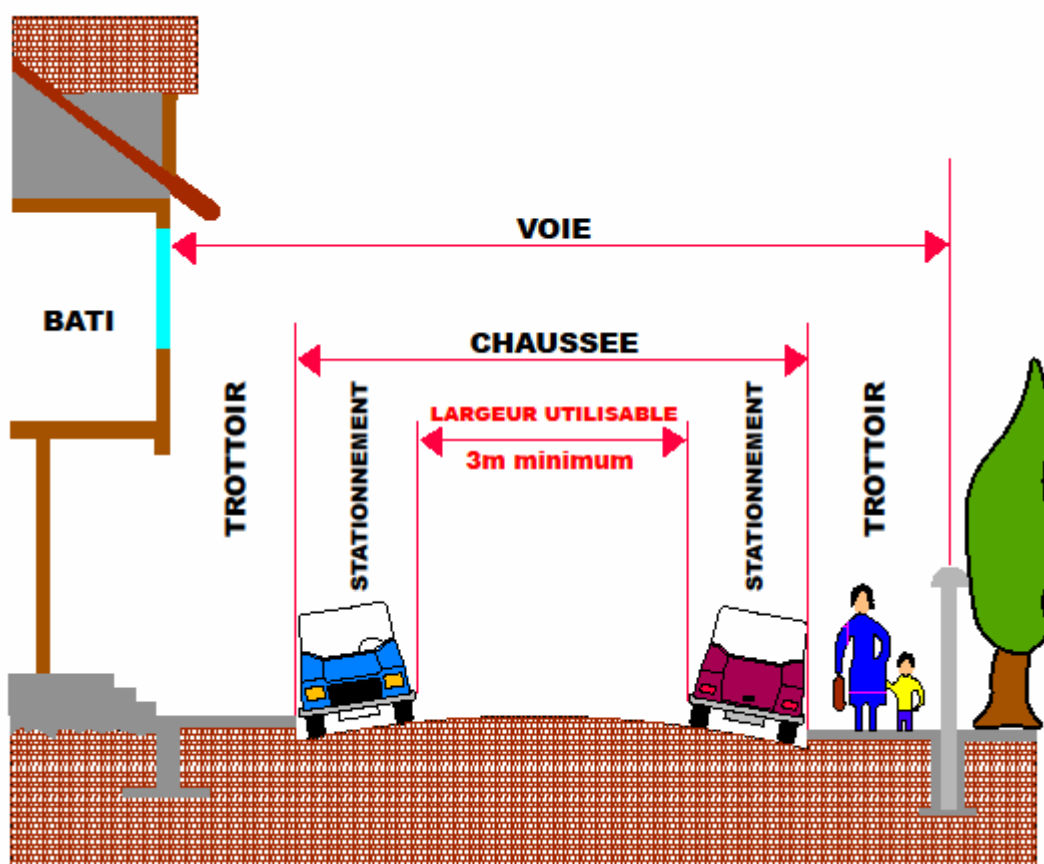 VOIE
BATI
CHAUSSEE
TROTTOIR
STATIONNEMENT
LARGEUR UTILISABLE
3m minimum
STATIONNEMENT
TROTTOIR